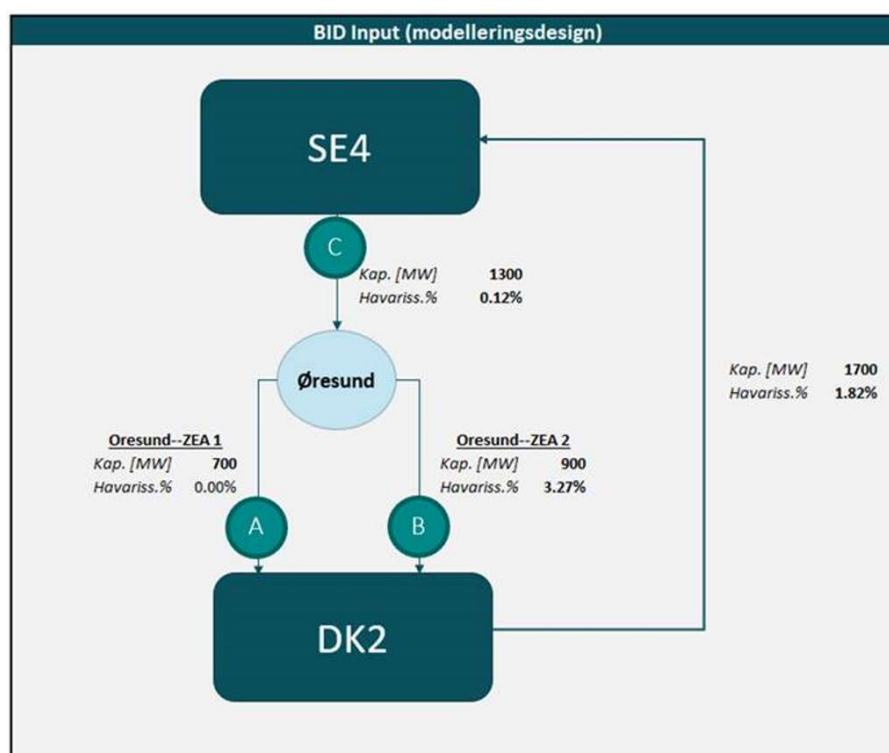 BID Input (modelleringsdesign)
SE4
C
Kap. [MW] 1300
Havariss.% 0.12%
Øresund
Kap. [MW] 1700
Havariss.% 1.82%
Oresund--ZEA 1
Kap. [MW] 700
Havariss.% 0.00%
Oresund--ZEA 2
Kap. [MW] 900
Havariss.% 3.27%
A
B
DK2